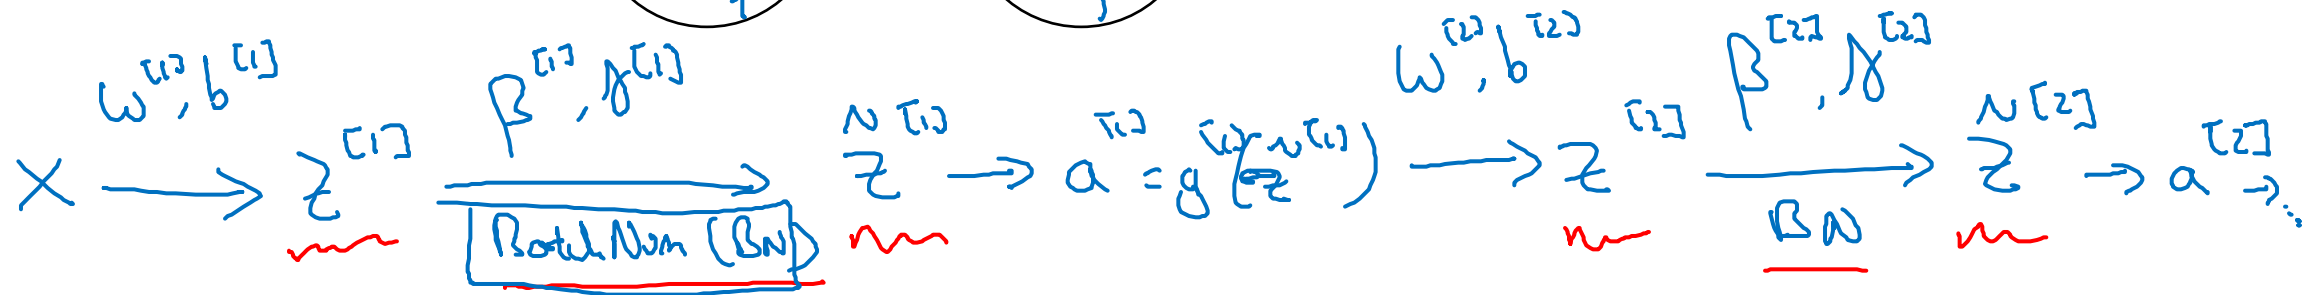 w^[1], b^[1] β^[1], γ^[1] w^[2], b^[2] β^[2], γ^[2]
X → z^[1] → z̃^[1] → a^[1] = g^[1](z̃^[1]) → z^[2] → z̃^[2] → a^[2] → ...
Batch Norm (BN) BN